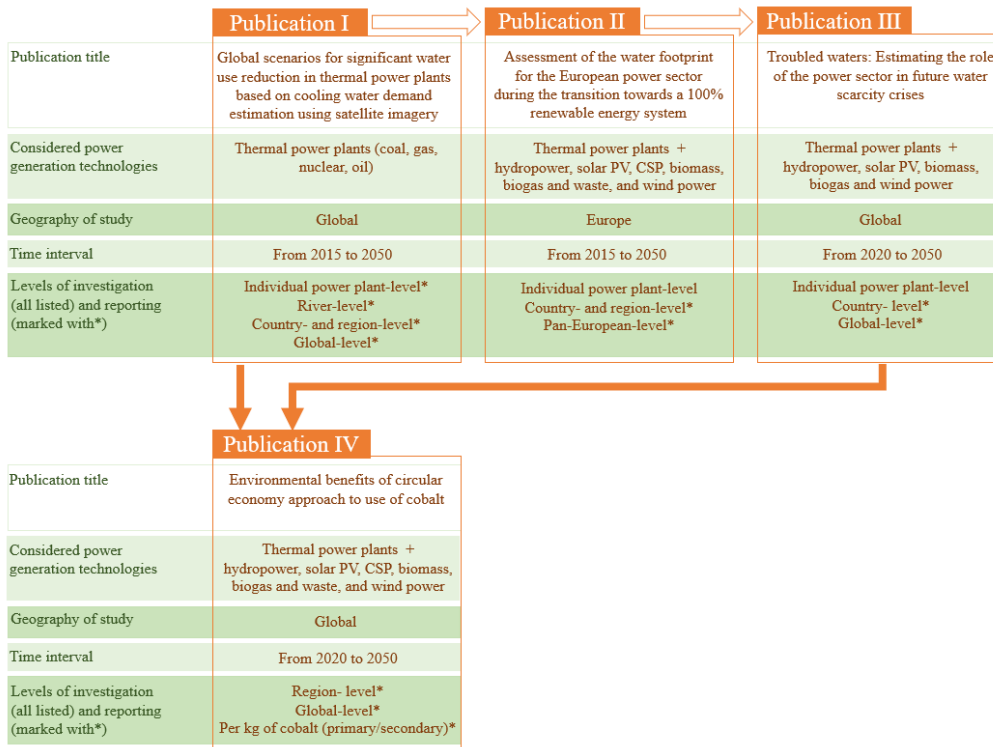 Publication I
Publication II
Publication III
Publication title
Global scenarios for significant water
use reduction in thermal power plants
based on cooling water demand
estimation using satellite imagery
Assessment of the water footprint
for the European power sector
during the transition towards a 100%
renewable energy system
Troubled waters: Estimating the role
of the power sector in future water
scarcity crises
Considered power
generation technologies
Thermal power plants (coal, gas,
nuclear, oil)
Thermal power plants +
hydropower, solar PV, CSP, biomass,
biogas and waste, and wind power
Thermal power plants +
hydropower, solar PV, biomass,
biogas and wind power
Geography of study
Global
Europe
Global
Time interval
From 2015 to 2050
From 2015 to 2050
From 2020 to 2050
Levels of investigation
(all listed) and reporting
(marked with*)
Individual power plant-level*
River-level*
Country- and region-level*
Global-level*
Individual power plant-level
Country- and region-level*
Pan-European-level*
Individual power plant-level
Country- level*
Global-level*
Publication IV
Publication title
Environmental benefits of circular
economy approach to use of cobalt
Considered power
generation technologies
Thermal power plants +
hydropower, solar PV, CSP, biomass,
biogas and waste, and wind power
Geography of study
Global
Time interval
From 2020 to 2050
Levels of investigation
(all listed) and reporting
(marked with*)
Region- level*
Global-level*
Per kg of cobalt (primary/secondary)*